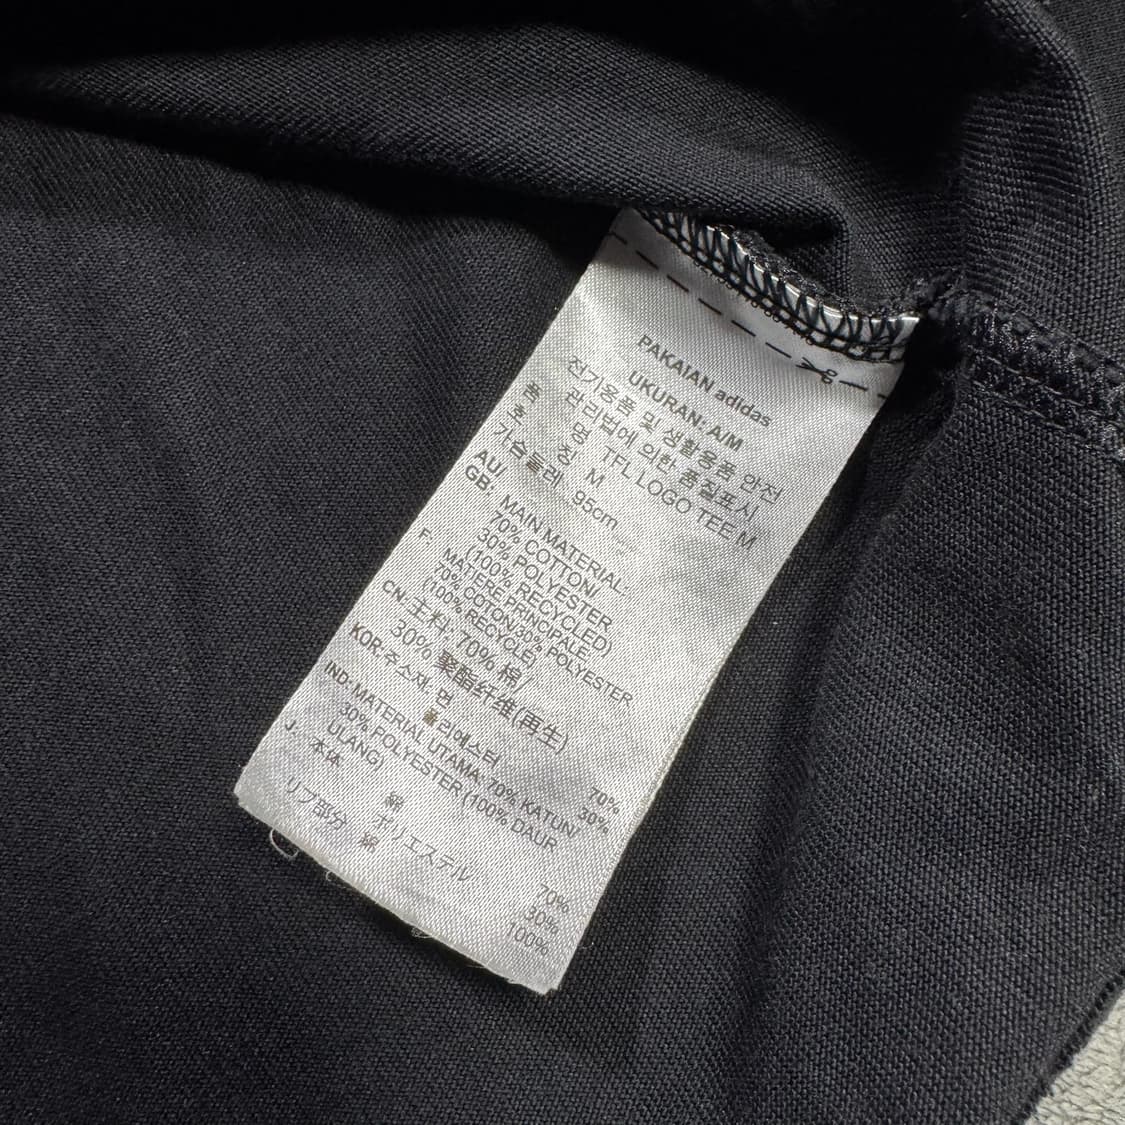 PAKAIAN adidas
UKURAN: A/M
전기용품 및 생활용품 안전
관리법에 의한 품질표시
품 명 TFL LOGO TEE M
호 칭 M
가슴둘레 95cm
AU/
GB: MAIN MATERIAL:
70% COTTON/
30% POLYESTER
(100% RECYCLED)
F: MATIERE PRINCIPALE:
70% COTON/30% POLYESTER
(100% RECYCLE)
CN: 主料: 70% 棉/
30% 聚酯纤维(再生)
KOR: 주소재: 면 70%
폴리에스터 30%
IND: MATERIAL UTAMA: 70% KATUN/
30% POLYESTER (100% DAUR
ULANG)
J: 本体
綿 70%
ポリエステル 30%
リブ部分 綿 100%